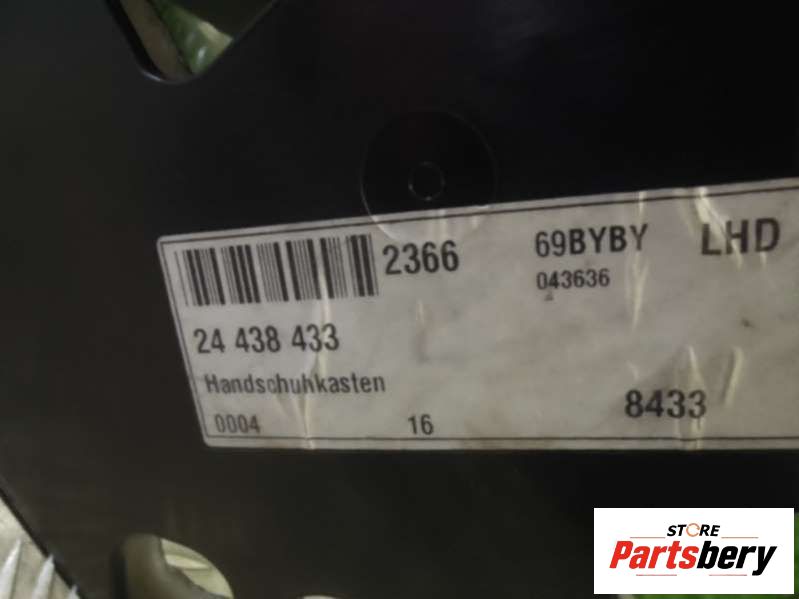 2366 69BYBY LHD
043636
24 438 433
Handschuhkasten
8433
0004 16
STORE
Partsbery